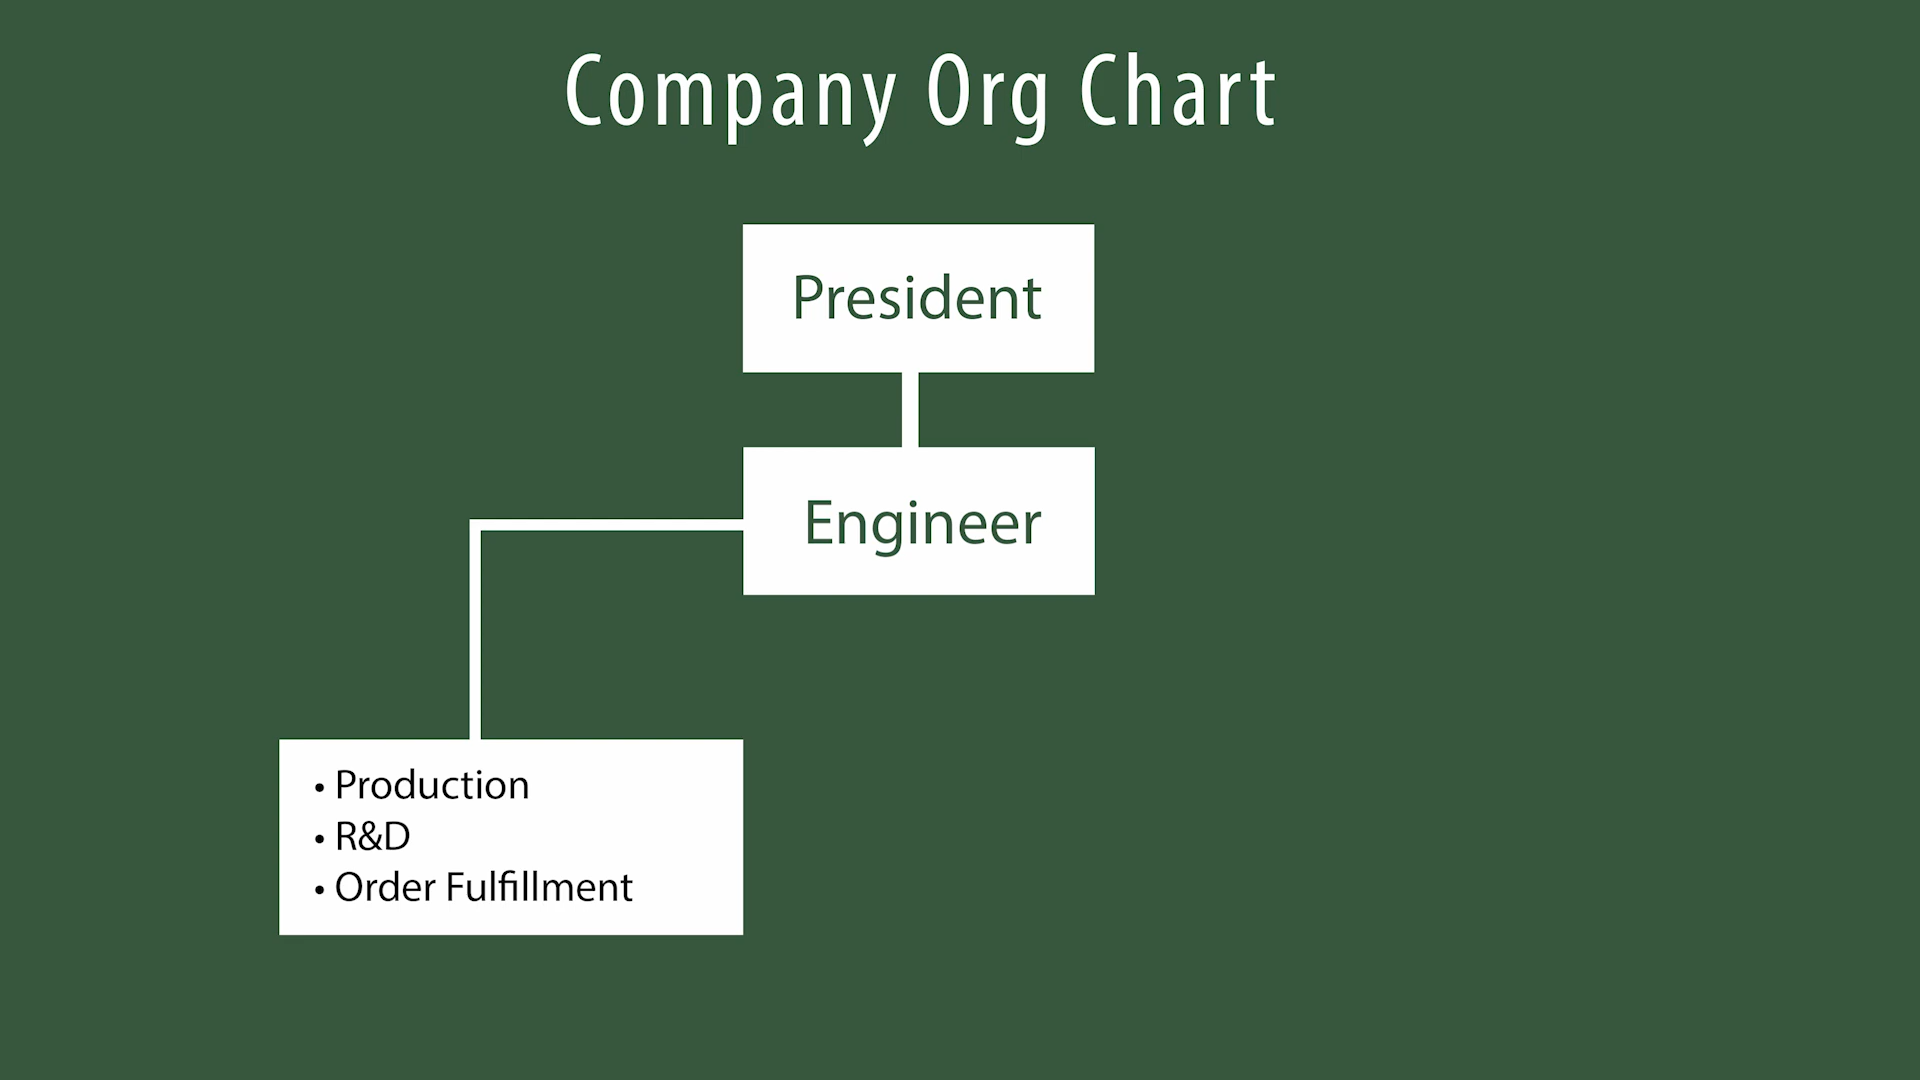 Company Org Chart
President
Engineer
• Production
• R&D
• Order Fulfillment